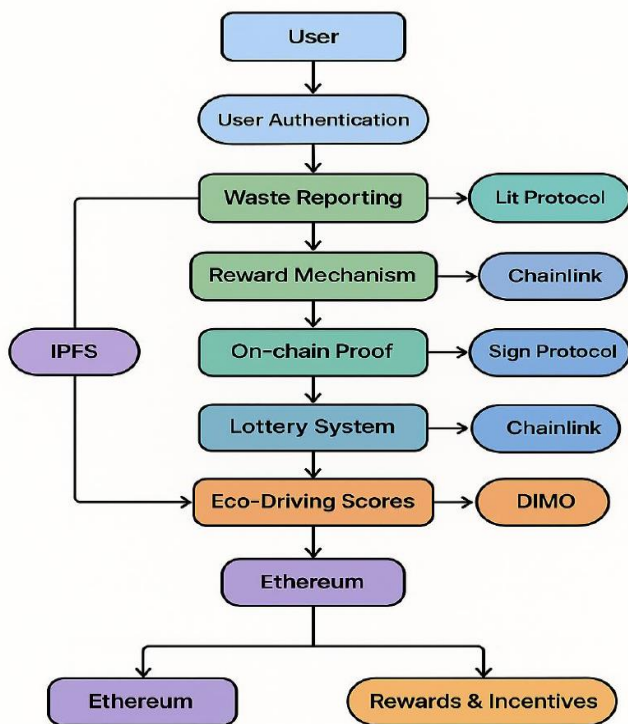 User
User Authentication
Waste Reporting
Lit Protocol
Reward Mechanism
Chainlink
IPFS
On-chain Proof
Sign Protocol
Lottery System
Chainlink
Eco-Driving Scores
DIMO
Ethereum
Ethereum
Rewards & Incentives